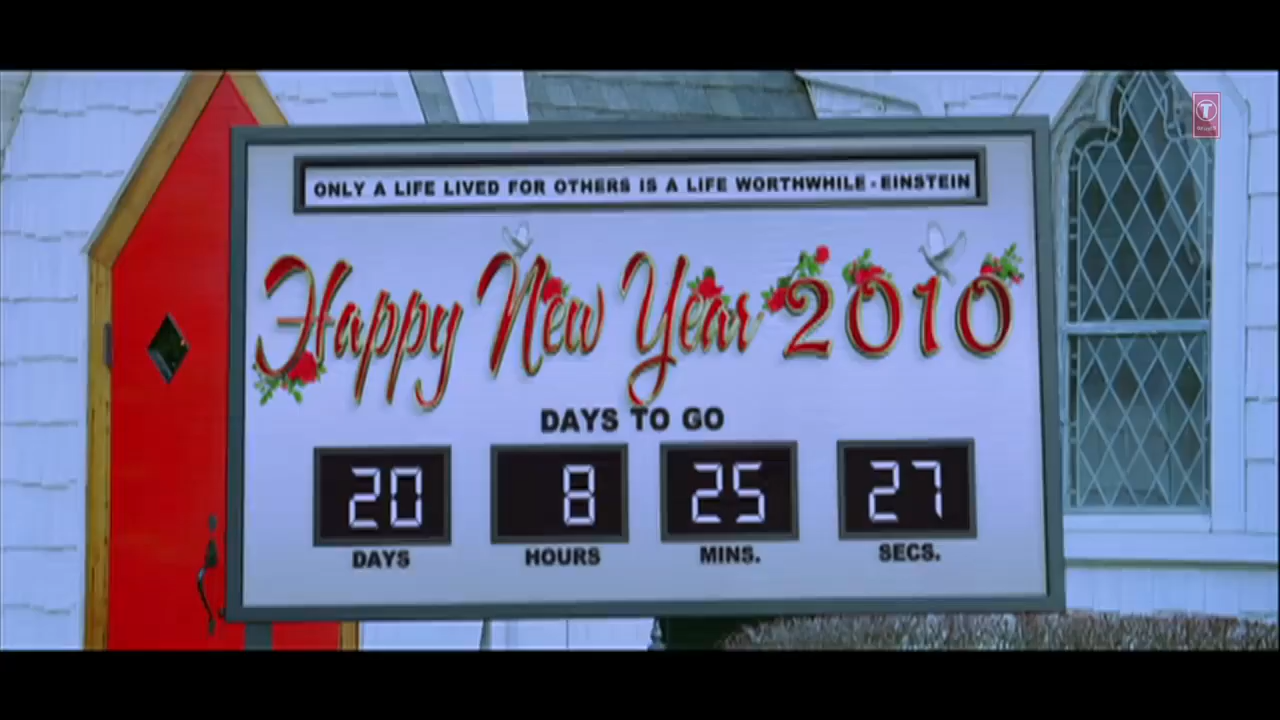 ONLY A LIFE LIVED FOR OTHERS IS A LIFE WORTHWHILE - EINSTEIN
Happy New Year 2010
DAYS TO GO
20 8 25 27
DAYS HOURS MINS. SECS.